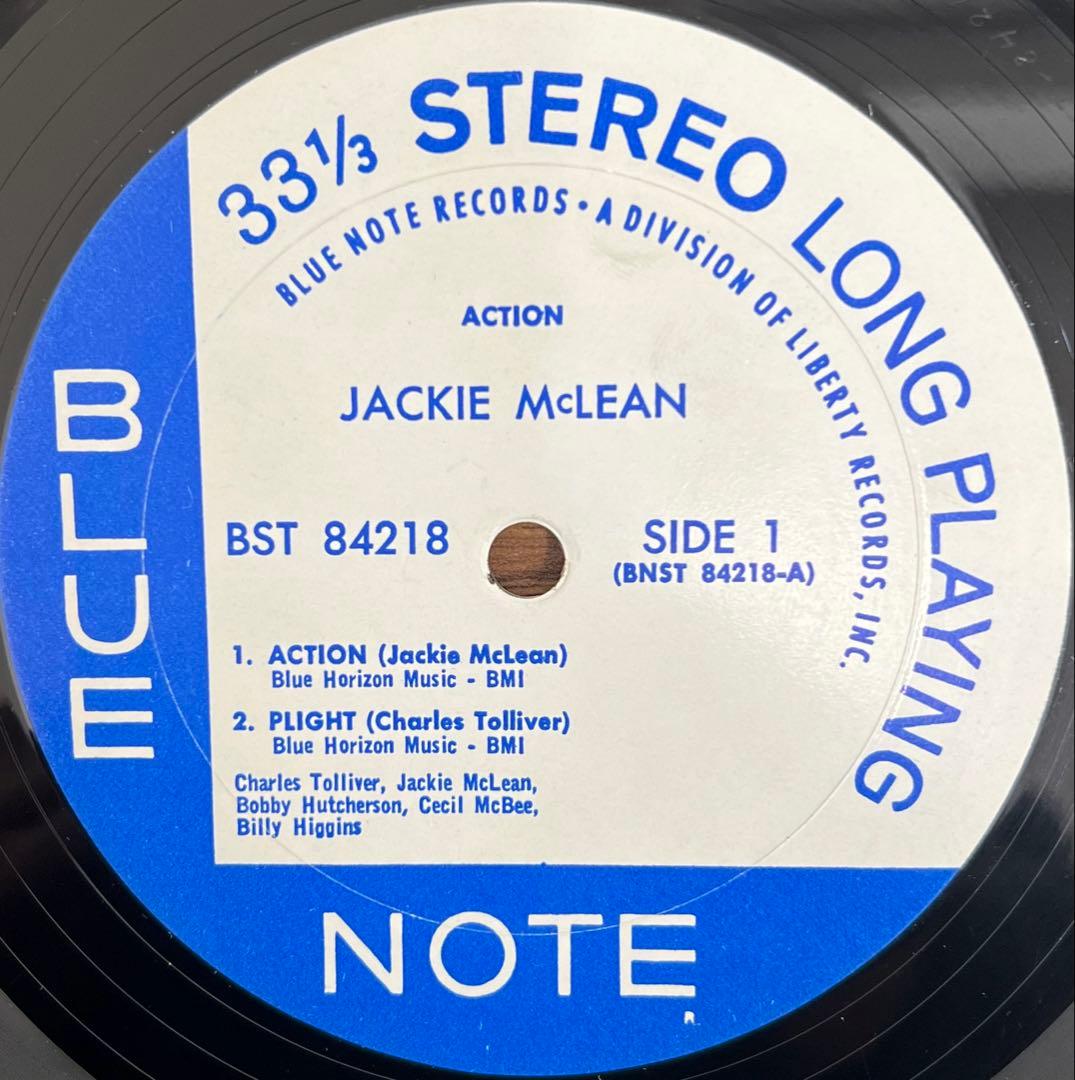 33⅓ STEREO LONG PLAYING
BLUE NOTE RECORDS • A DIVISION OF LIBERTY RECORDS, INC.
ACTION
JACKIE McLEAN
BST 84218
SIDE 1
(BNST 84218-A)
1. ACTION (Jackie McLean)
Blue Horizon Music - BMI
2. PLIGHT (Charles Tolliver)
Blue Horizon Music - BMI
Charles Tolliver, Jackie McLean,
Bobby Hutcherson, Cecil McBee,
Billy Higgins
BLUE
NOTE
R